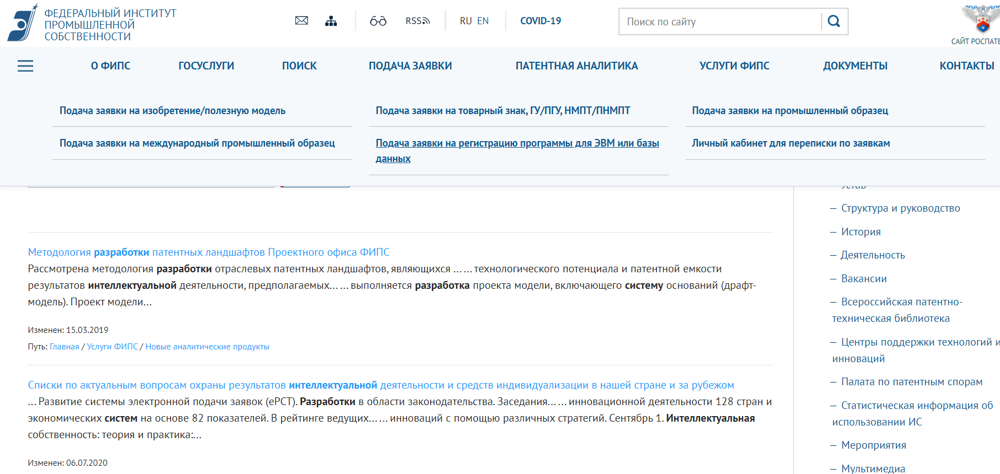 ФЕДЕРАЛЬНЫЙ ИНСТИТУТ
ПРОМЫШЛЕННОЙ
СОБСТВЕННОСТИ
RSS
RU EN
COVID-19
Поиск по сайту
САЙТ РОСПАТЕ
О ФИПС
ГОСУСЛУГИ
ПОИСК
ПОДАЧА ЗАЯВКИ
ПАТЕНТНАЯ АНАЛИТИКА
УСЛУГИ ФИПС
ДОКУМЕНТЫ
КОНТАКТЫ
Подача заявки на изобретение/полезную модель
Подача заявки на товарный знак, ГУ/ПГУ, НМПТ/ПНМПТ
Подача заявки на промышленный образец
Подача заявки на международный промышленный образец
Подача заявки на регистрацию программы для ЭВМ или базы
данных
Личный кабинет для переписки по заявкам
Методология разработки патентных ландшафтов Проектного офиса ФИПС
Рассмотрена методология разработки отраслевых патентных ландшафтов, являющихся ... ... технологического потенциала и патентной емкости
результатов интеллектуальной деятельности, предполагаемых... ... выполняется разработка проекта модели, включающего систему оснований (драфт-
модель). Проект модели...
Изменен: 15.03.2019
Путь: Главная / Услуги ФИПС / Новые аналитические продукты
Списки по актуальным вопросам охраны результатов интеллектуальной деятельности и средств индивидуализации в нашей стране и за рубежом
... Развитие системы электронной подачи заявок (ePCT). Разработки в области законодательства. Заседания... ... инновационной деятельности 128 стран и
экономических систем на основе 82 показателей. В рейтинге ведущих... ... инноваций с помощью различных стратегий. Сентябрь 1. Интеллектуальная
собственность: теория и практика:...
Изменен: 06.07.2020
Устав
— Структура и руководство
— История
— Деятельность
— Вакансии
— Всероссийская патентно-
техническая библиотека
— Центры поддержки технологий и
инноваций
— Палата по патентным спорам
— Статистическая информация об
использовании ИС
— Мероприятия
— Мультимедиа